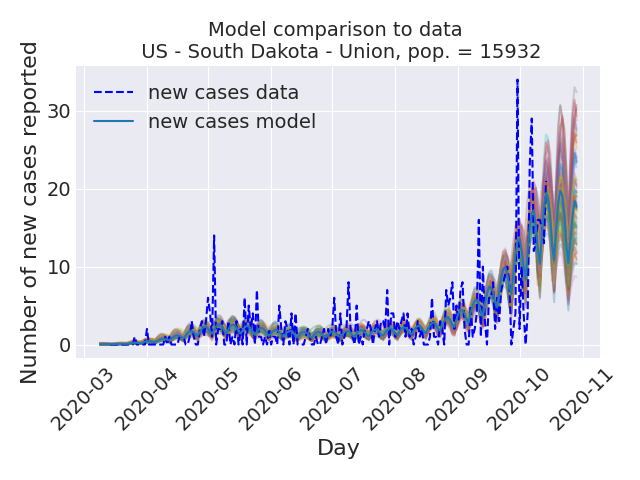 Model comparison to data
US - South Dakota - Union, pop. = 15932
Number of new cases reported
new cases data
new cases model
30
20
10
0
2020-03
2020-04
2020-05
2020-06
2020-07
2020-08
2020-09
2020-10
2020-11
Day